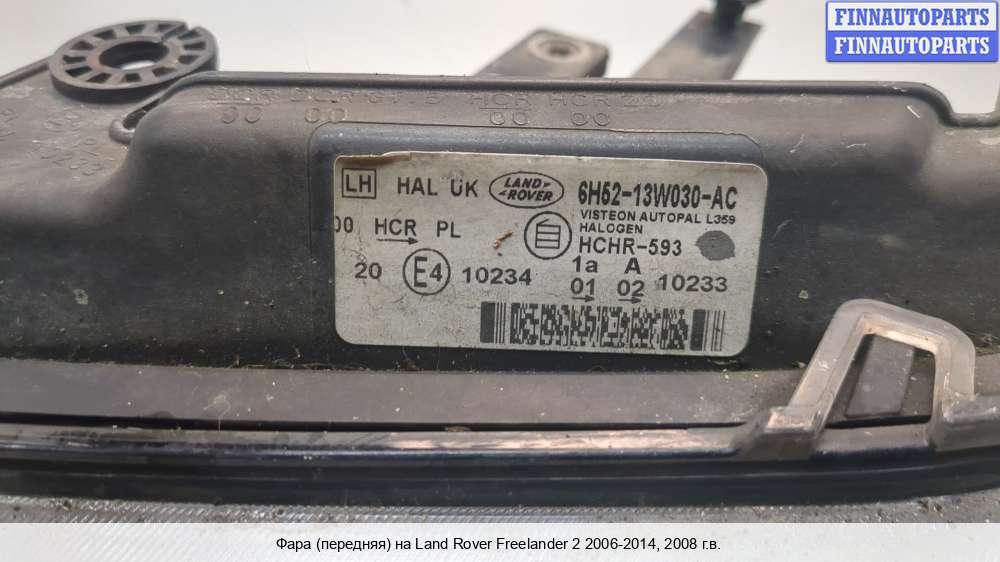 FINNAUTOPARTS
FINNAUTOPARTS
LH HAL UK LAND ROVER 6H52-13W030-AC
VISTEON AUTOPAL L359
HALOGEN
00 HCR PL HCHR-593
1a A
20 E4 10234 01 02 10233
Фара (передняя) на Land Rover Freelander 2 2006-2014, 2008 г.в.